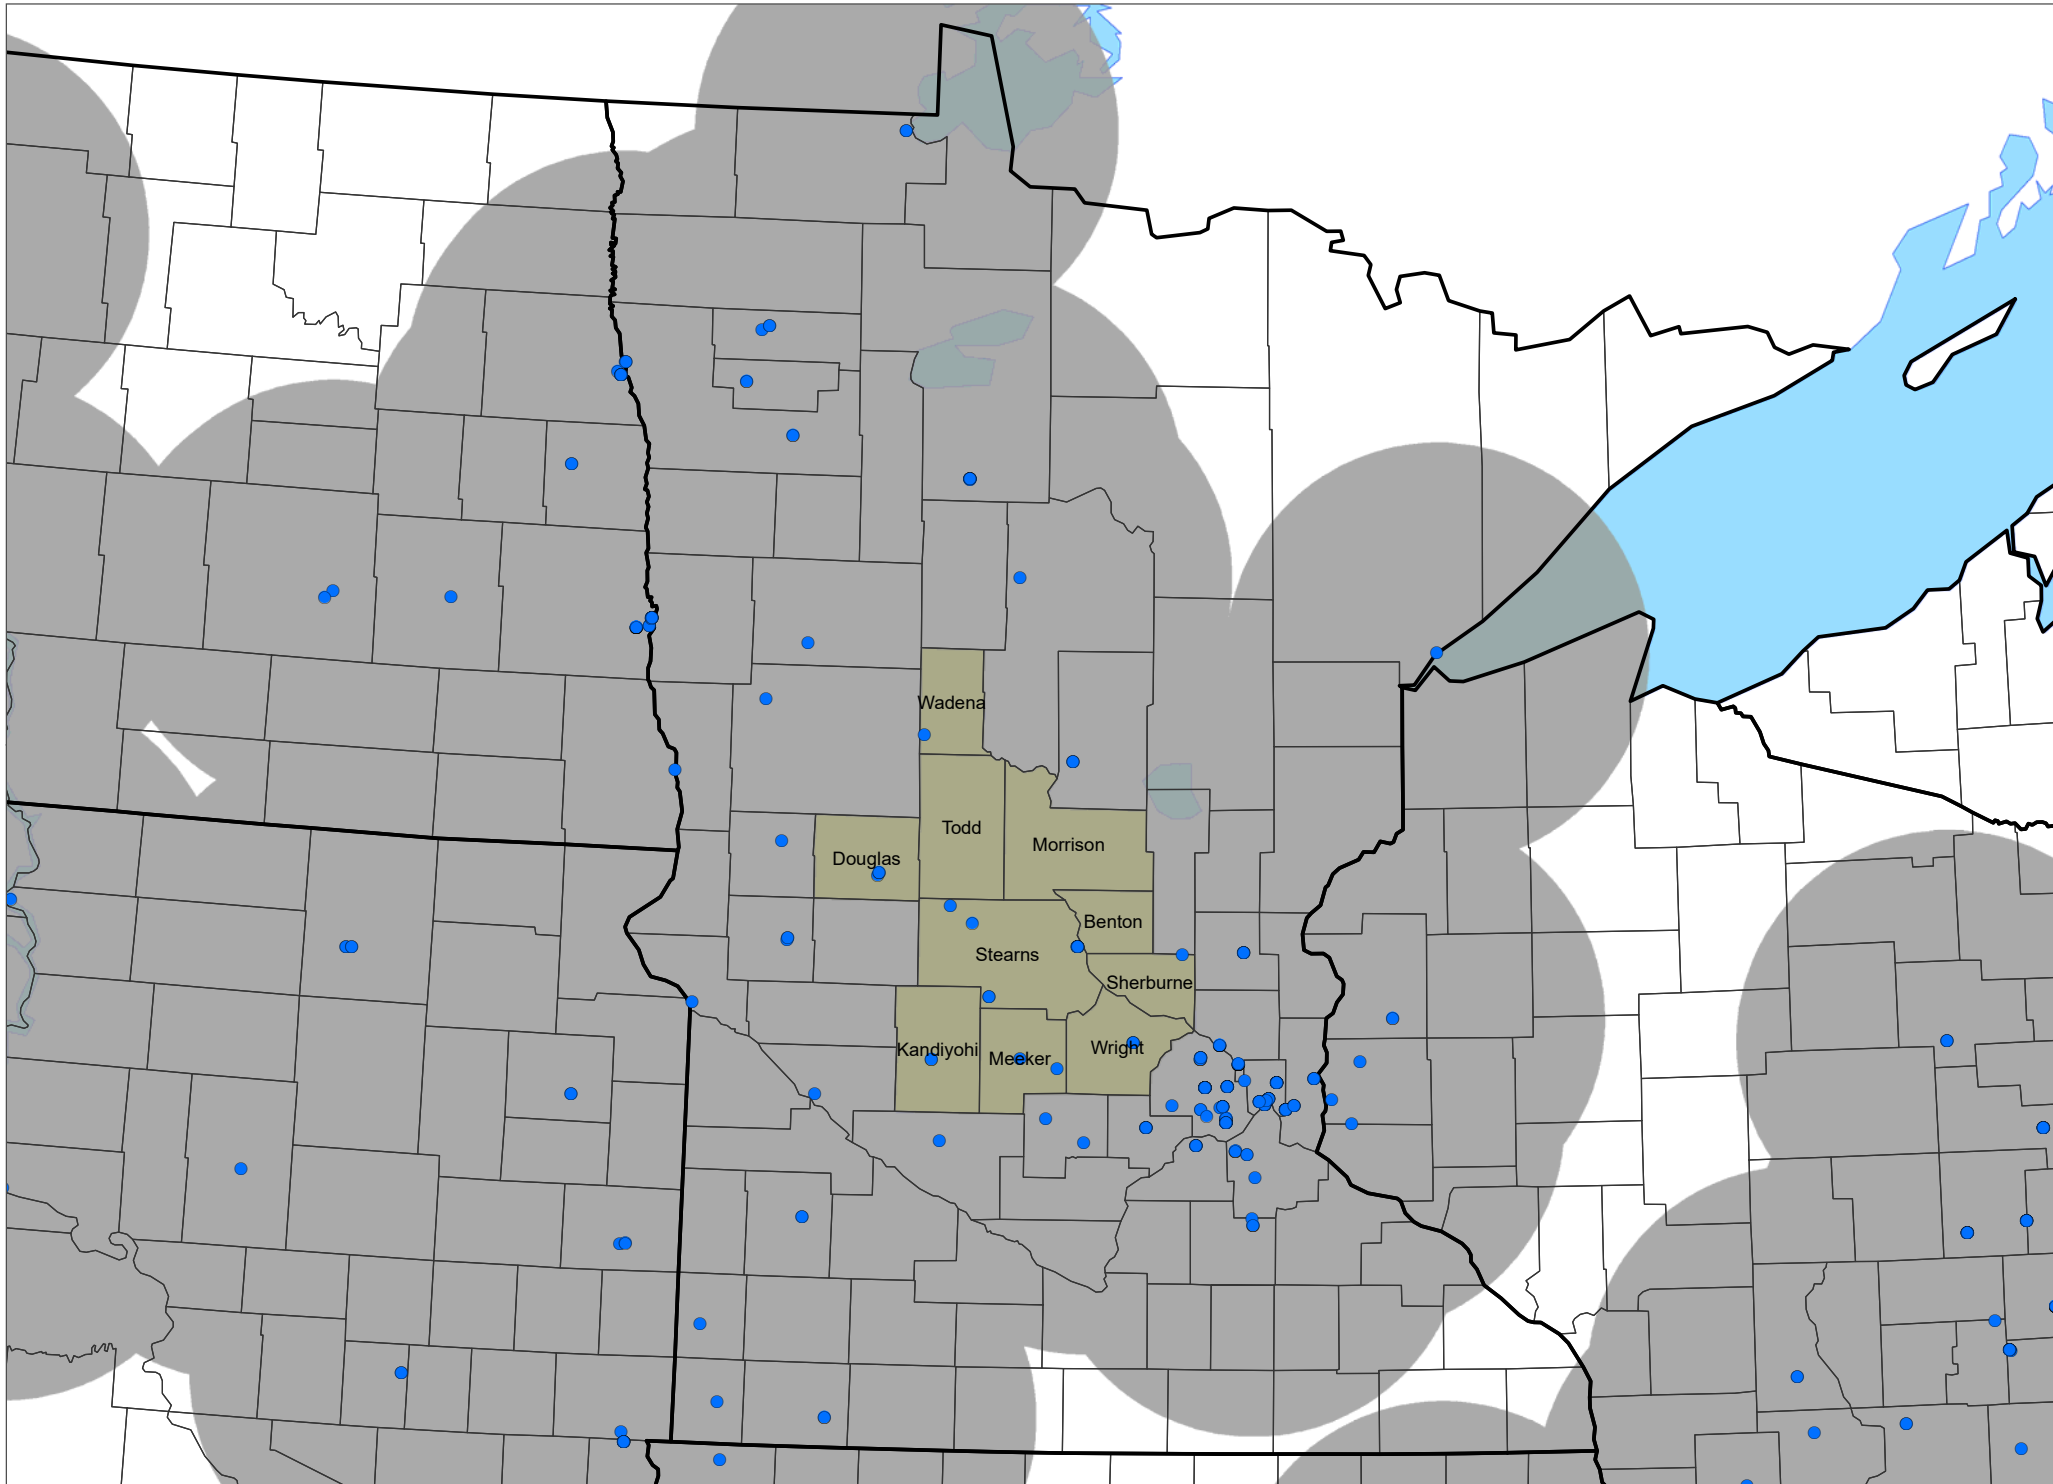 Wadena
Todd
Morrison
Douglas
Benton
Stearns
Sherburne
Kandiyohi
Meeker
Wright